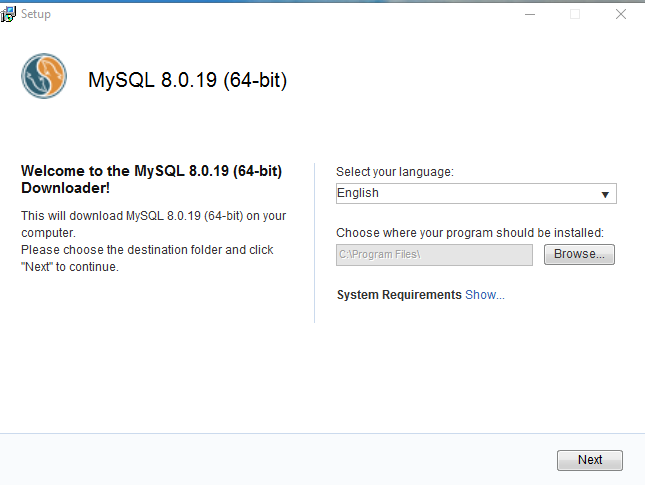 Setup
MySQL 8.0.19 (64-bit)
Welcome to the MySQL 8.0.19 (64-bit)
Downloader!
This will download MySQL 8.0.19 (64-bit) on your
computer.
Please choose the destination folder and click
"Next" to continue.
Select your language:
English
Choose where your program should be installed:
C:\Program Files\
Browse...
System Requirements Show...
Next